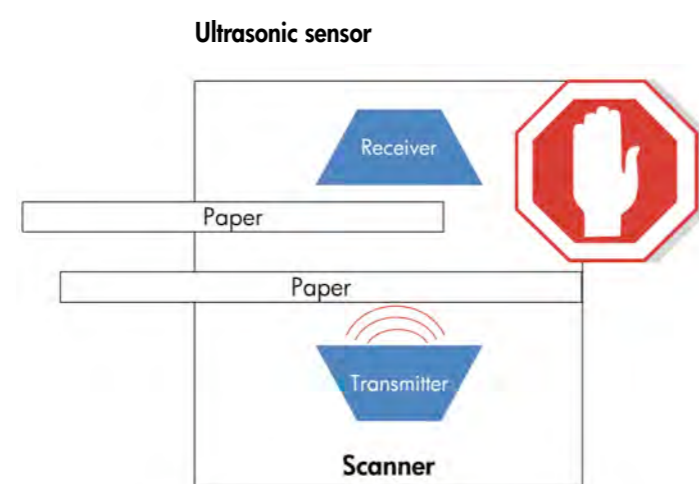 Ultrasonic sensor
Receiver
Paper
Paper
Transmitter
Scanner